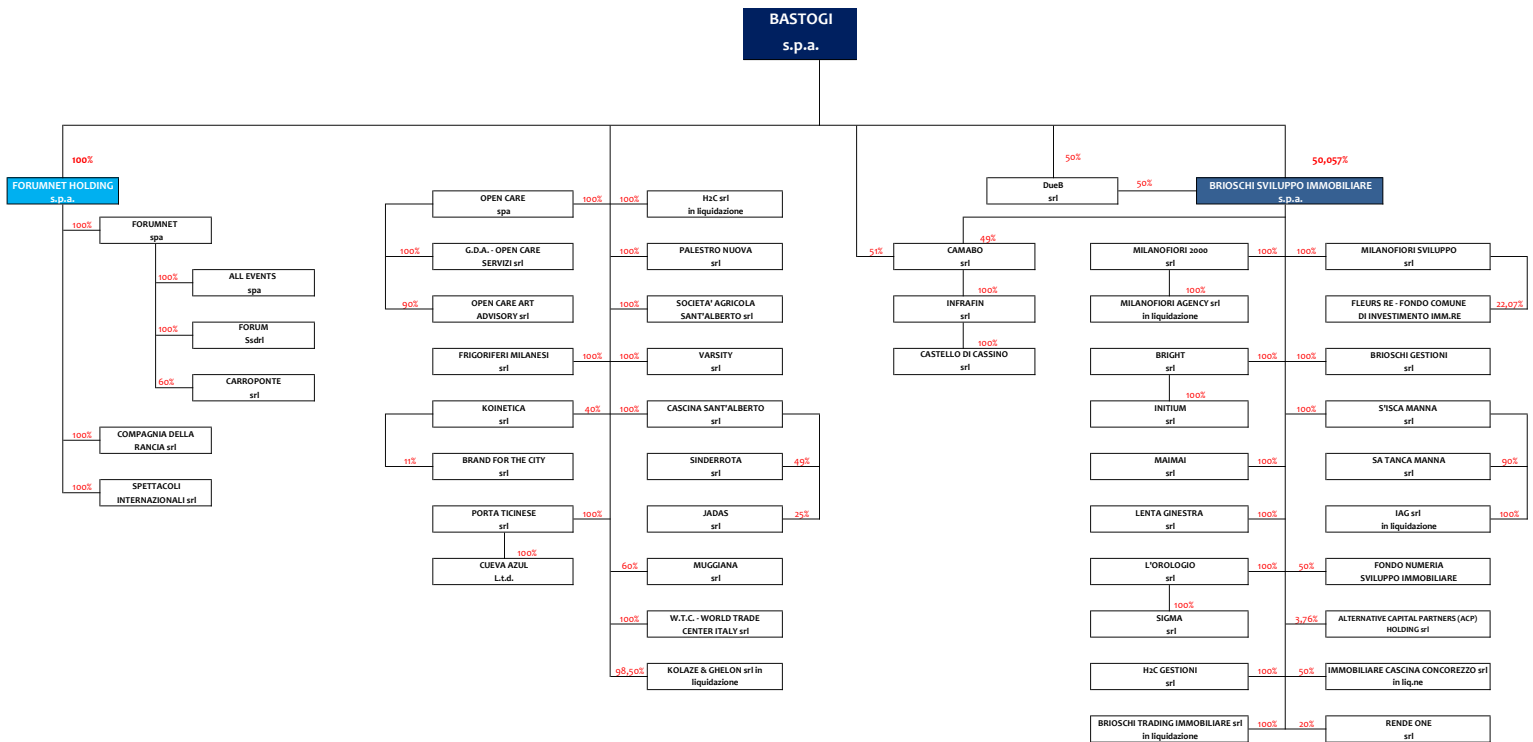 BASTOGI
s.p.a.
100%
50%
50,057%
FORUMNET HOLDING
s.p.a.
DueB
srl
50%
BRIOSCHI SVILUPPO IMMOBILIARE
s.p.a.
100%
FORUMNET
spa
100%
ALL EVENTS
spa
100%
FORUM
Ssdrl
60%
CARROPONTE
srl
100%
COMPAGNIA DELLA
RANCIA srl
100%
SPETTACOLI
INTERNAZIONALI srl
OPEN CARE
spa
100%
100%
H2C srl
in liquidazione
100%
G.D.A. - OPEN CARE
SERVIZI srl
100%
PALESTRO NUOVA
srl
90%
OPEN CARE ART
ADVISORY srl
100%
SOCIETA' AGRICOLA
SANT'ALBERTO srl
FRIGORIFERI MILANESI
srl
100%
100%
VARSITY
srl
KOINETICA
srl
40%
100%
CASCINA SANT'ALBERTO
srl
11%
BRAND FOR THE CITY
srl
SINDERROTA
srl
49%
PORTA TICINESE
srl
100%
JADAS
srl
25%
100%
CUEVA AZUL
L.t.d.
60%
MUGGIANA
srl
100%
W.T.C. - WORLD TRADE
CENTER ITALY srl
98,50%
KOLAZE & GHELON srl in
liquidazione
51%
49%
CAMABO
srl
100%
INFRAFIN
srl
100%
CASTELLO DI CASSINO
srl
MILANOFIORI 2000
srl
100%
100%
MILANOFIORI SVILUPPO
srl
100%
MILANOFIORI AGENCY srl
in liquidazione
FLEURS RE - FONDO COMUNE
DI INVESTIMENTO IMM.RE
22,07%
BRIGHT
srl
100%
100%
BRIOSCHI GESTIONI
srl
100%
INITIUM
srl
100%
S'ISCA MANNA
srl
MAIMAI
srl
100%
SA TANCA MANNA
srl
90%
LENTA GINESTRA
srl
100%
IAG srl
in liquidazione
100%
L'OROLOGIO
srl
100%
50%
FONDO NUMERIA
SVILUPPO IMMOBILIARE
100%
SIGMA
srl
3,76%
ALTERNATIVE CAPITAL PARTNERS (ACP)
HOLDING srl
H2C GESTIONI
srl
100%
50%
IMMOBILIARE CASCINA CONCOREZZO srl
in liq.ne
BRIOSCHI TRADING IMMOBILIARE srl
in liquidazione
100%
20%
RENDE ONE
srl